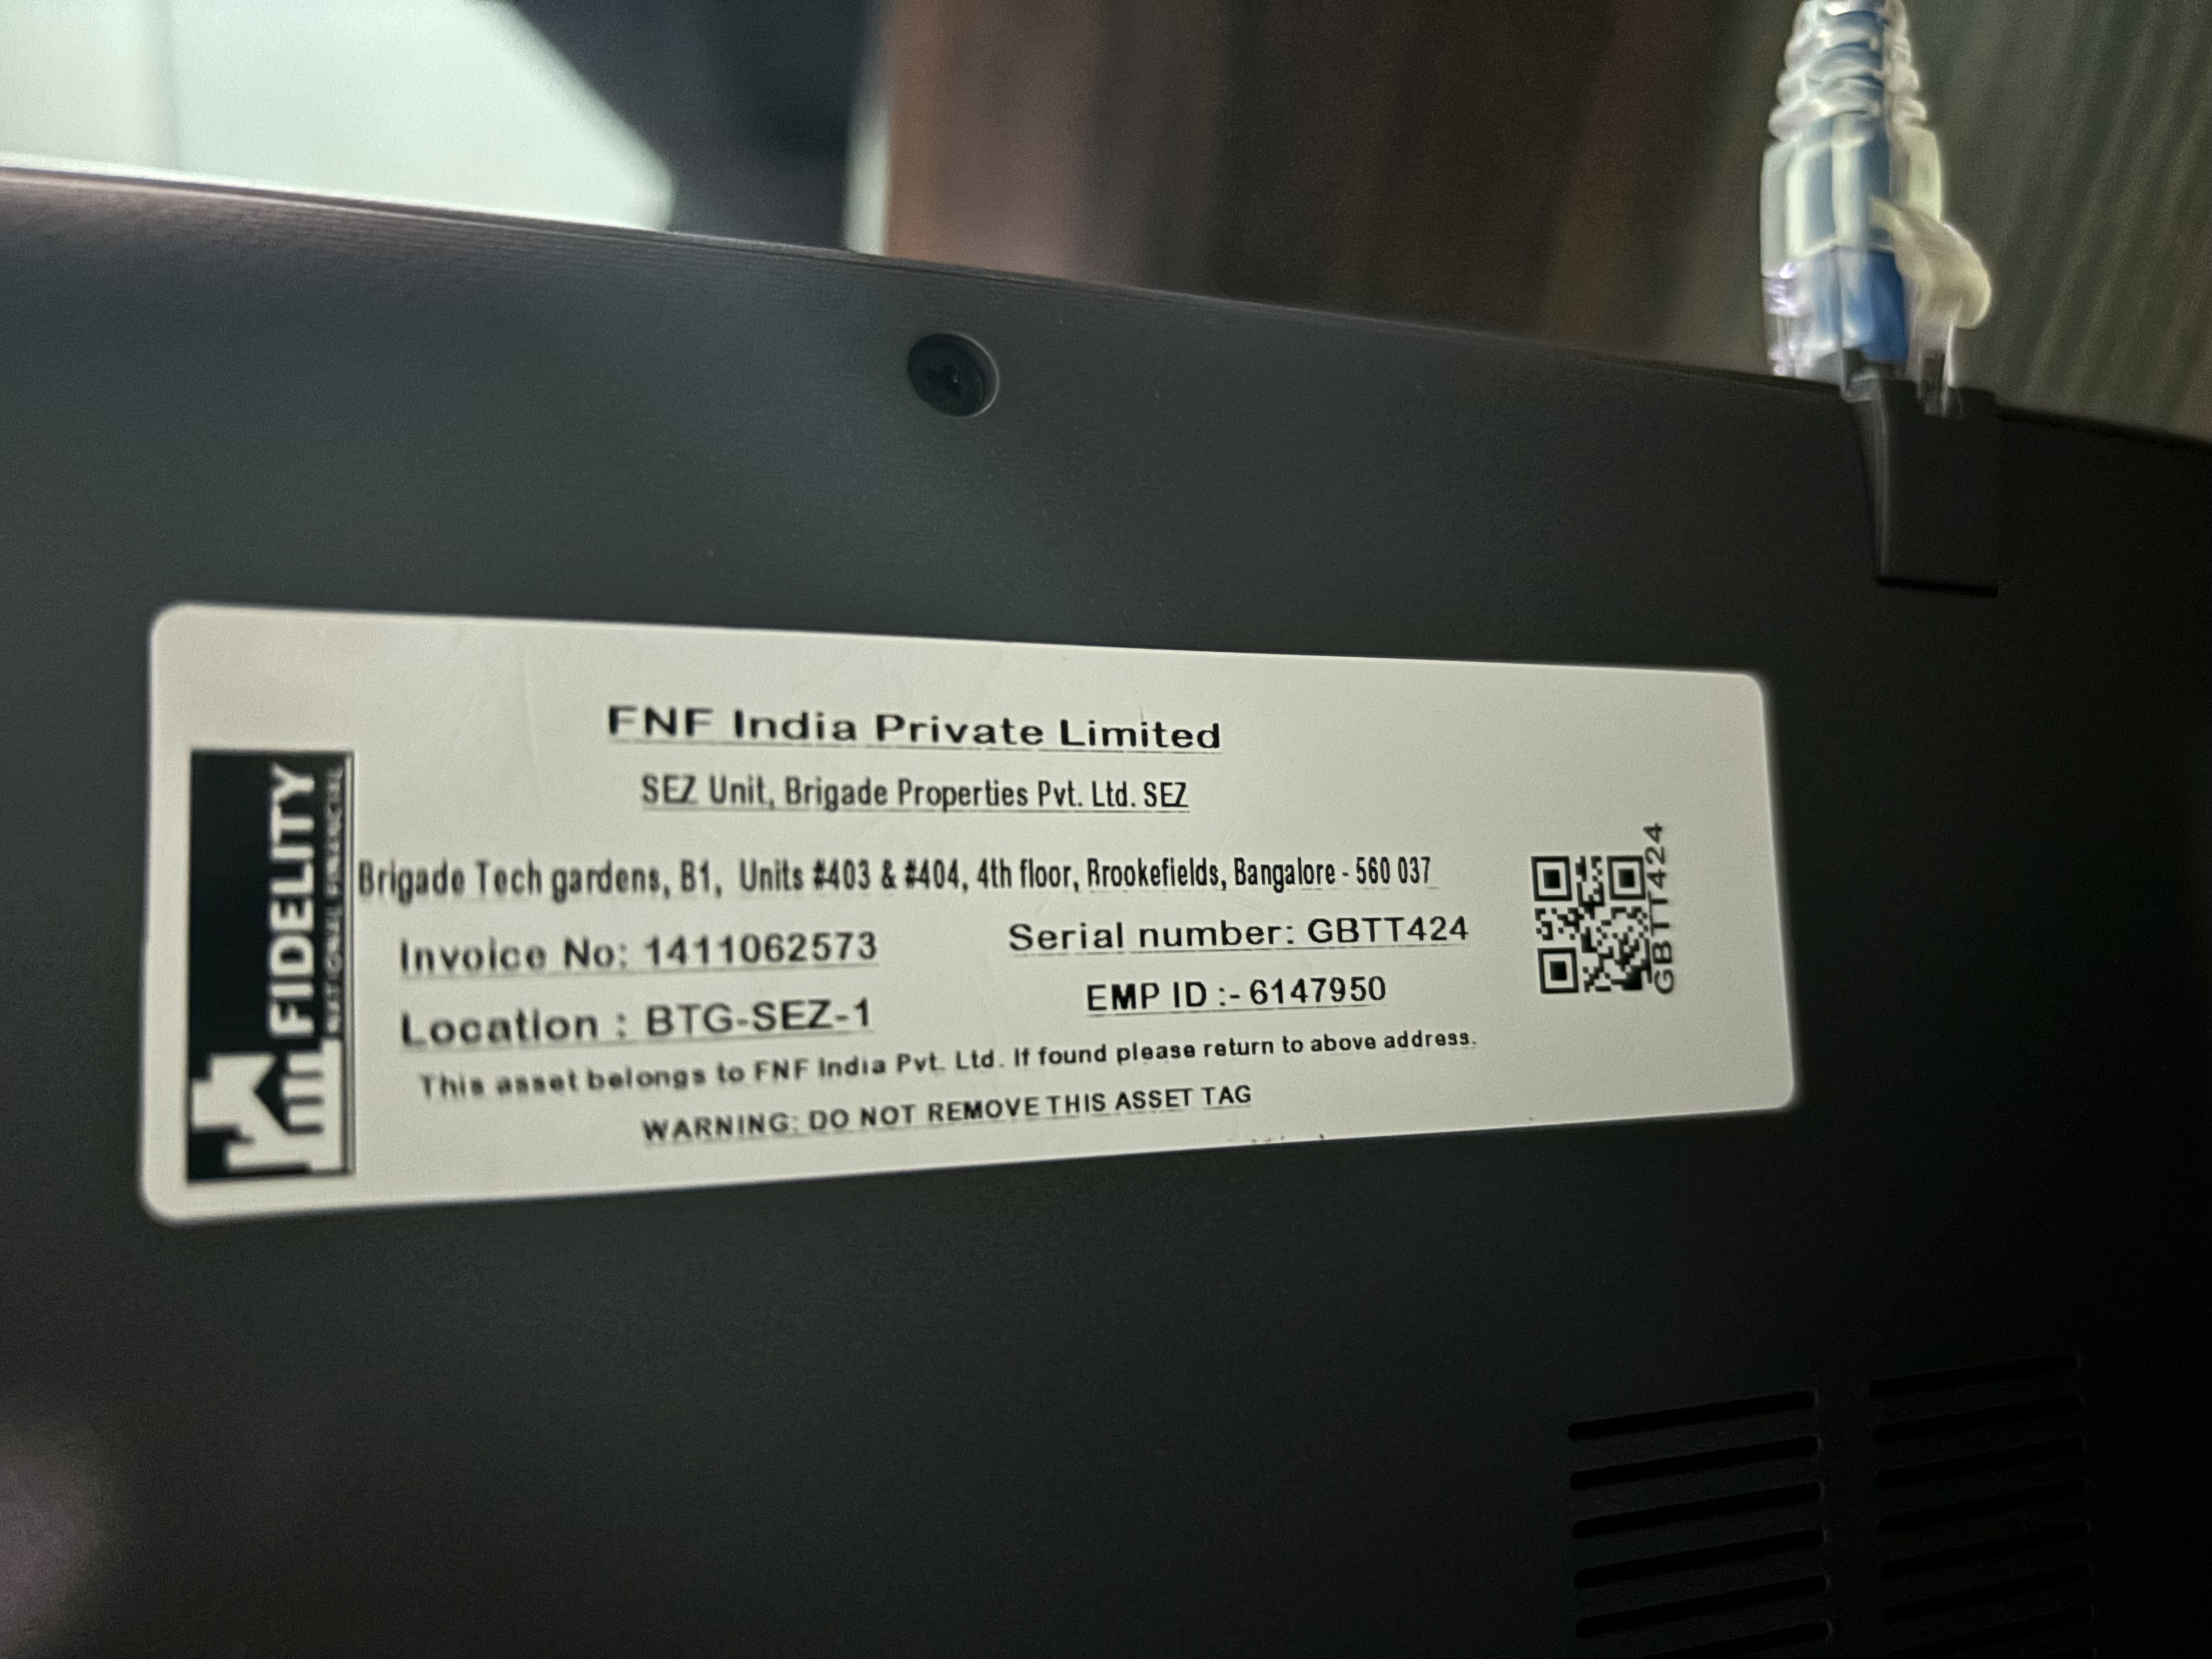 FIDELITY
NATIONAL FINANCIAL
FNF India Private Limited
SEZ Unit, Brigade Properties Pvt. Ltd. SEZ
Brigade Tech gardens, B1, Units #403 & #404, 4th floor, Brookefields, Bangalore - 560 037
Invoice No: 1411062573 Serial number: GBTT424
Location : BTG-SEZ-1 EMP ID :- 6147950
This asset belongs to FNF India Pvt. Ltd. If found please return to above address.
WARNING: DO NOT REMOVE THIS ASSET TAG
GBTT424